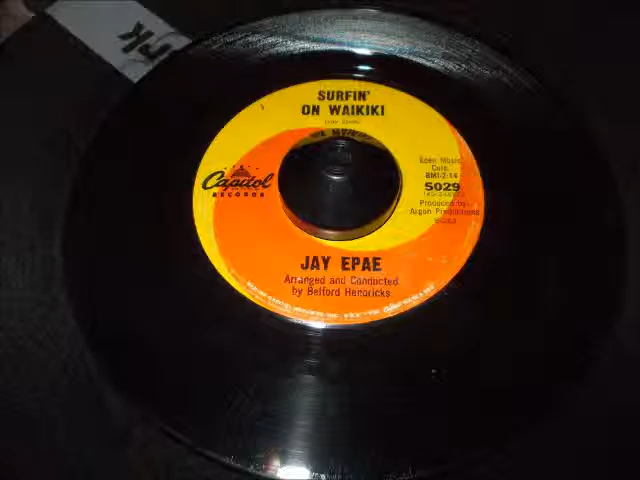 SURFIN'
ON WAIKIKI
Capitol
RECORDS
Eden Music
Corp.
BMI-2:14
5029
Produced by
Argon Productions
JAY EPAE
Arranged and Conducted
by Belford Hendricks